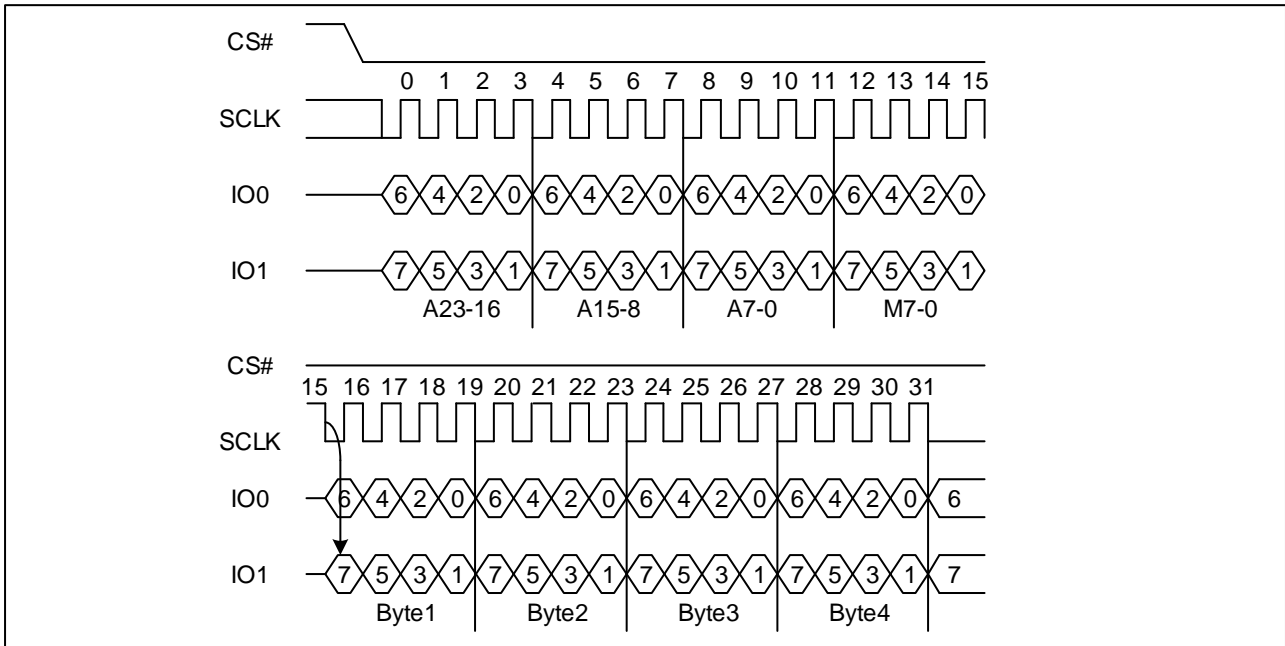 CS#
0 1 2 3 4 5 6 7 8 9 10 11 12 13 14 15
SCLK
IO0 6 4 2 0 6 4 2 0 6 4 2 0 6 4 2 0
IO1 7 5 3 1 7 5 3 1 7 5 3 1 7 5 3 1
A23-16 A15-8 A7-0 M7-0
CS#
15 16 17 18 19 20 21 22 23 24 25 26 27 28 29 30 31
SCLK
IO0 6 4 2 0 6 4 2 0 6 4 2 0 6 4 2 0 6
IO1 7 5 3 1 7 5 3 1 7 5 3 1 7 5 3 1 7
Byte1 Byte2 Byte3 Byte4